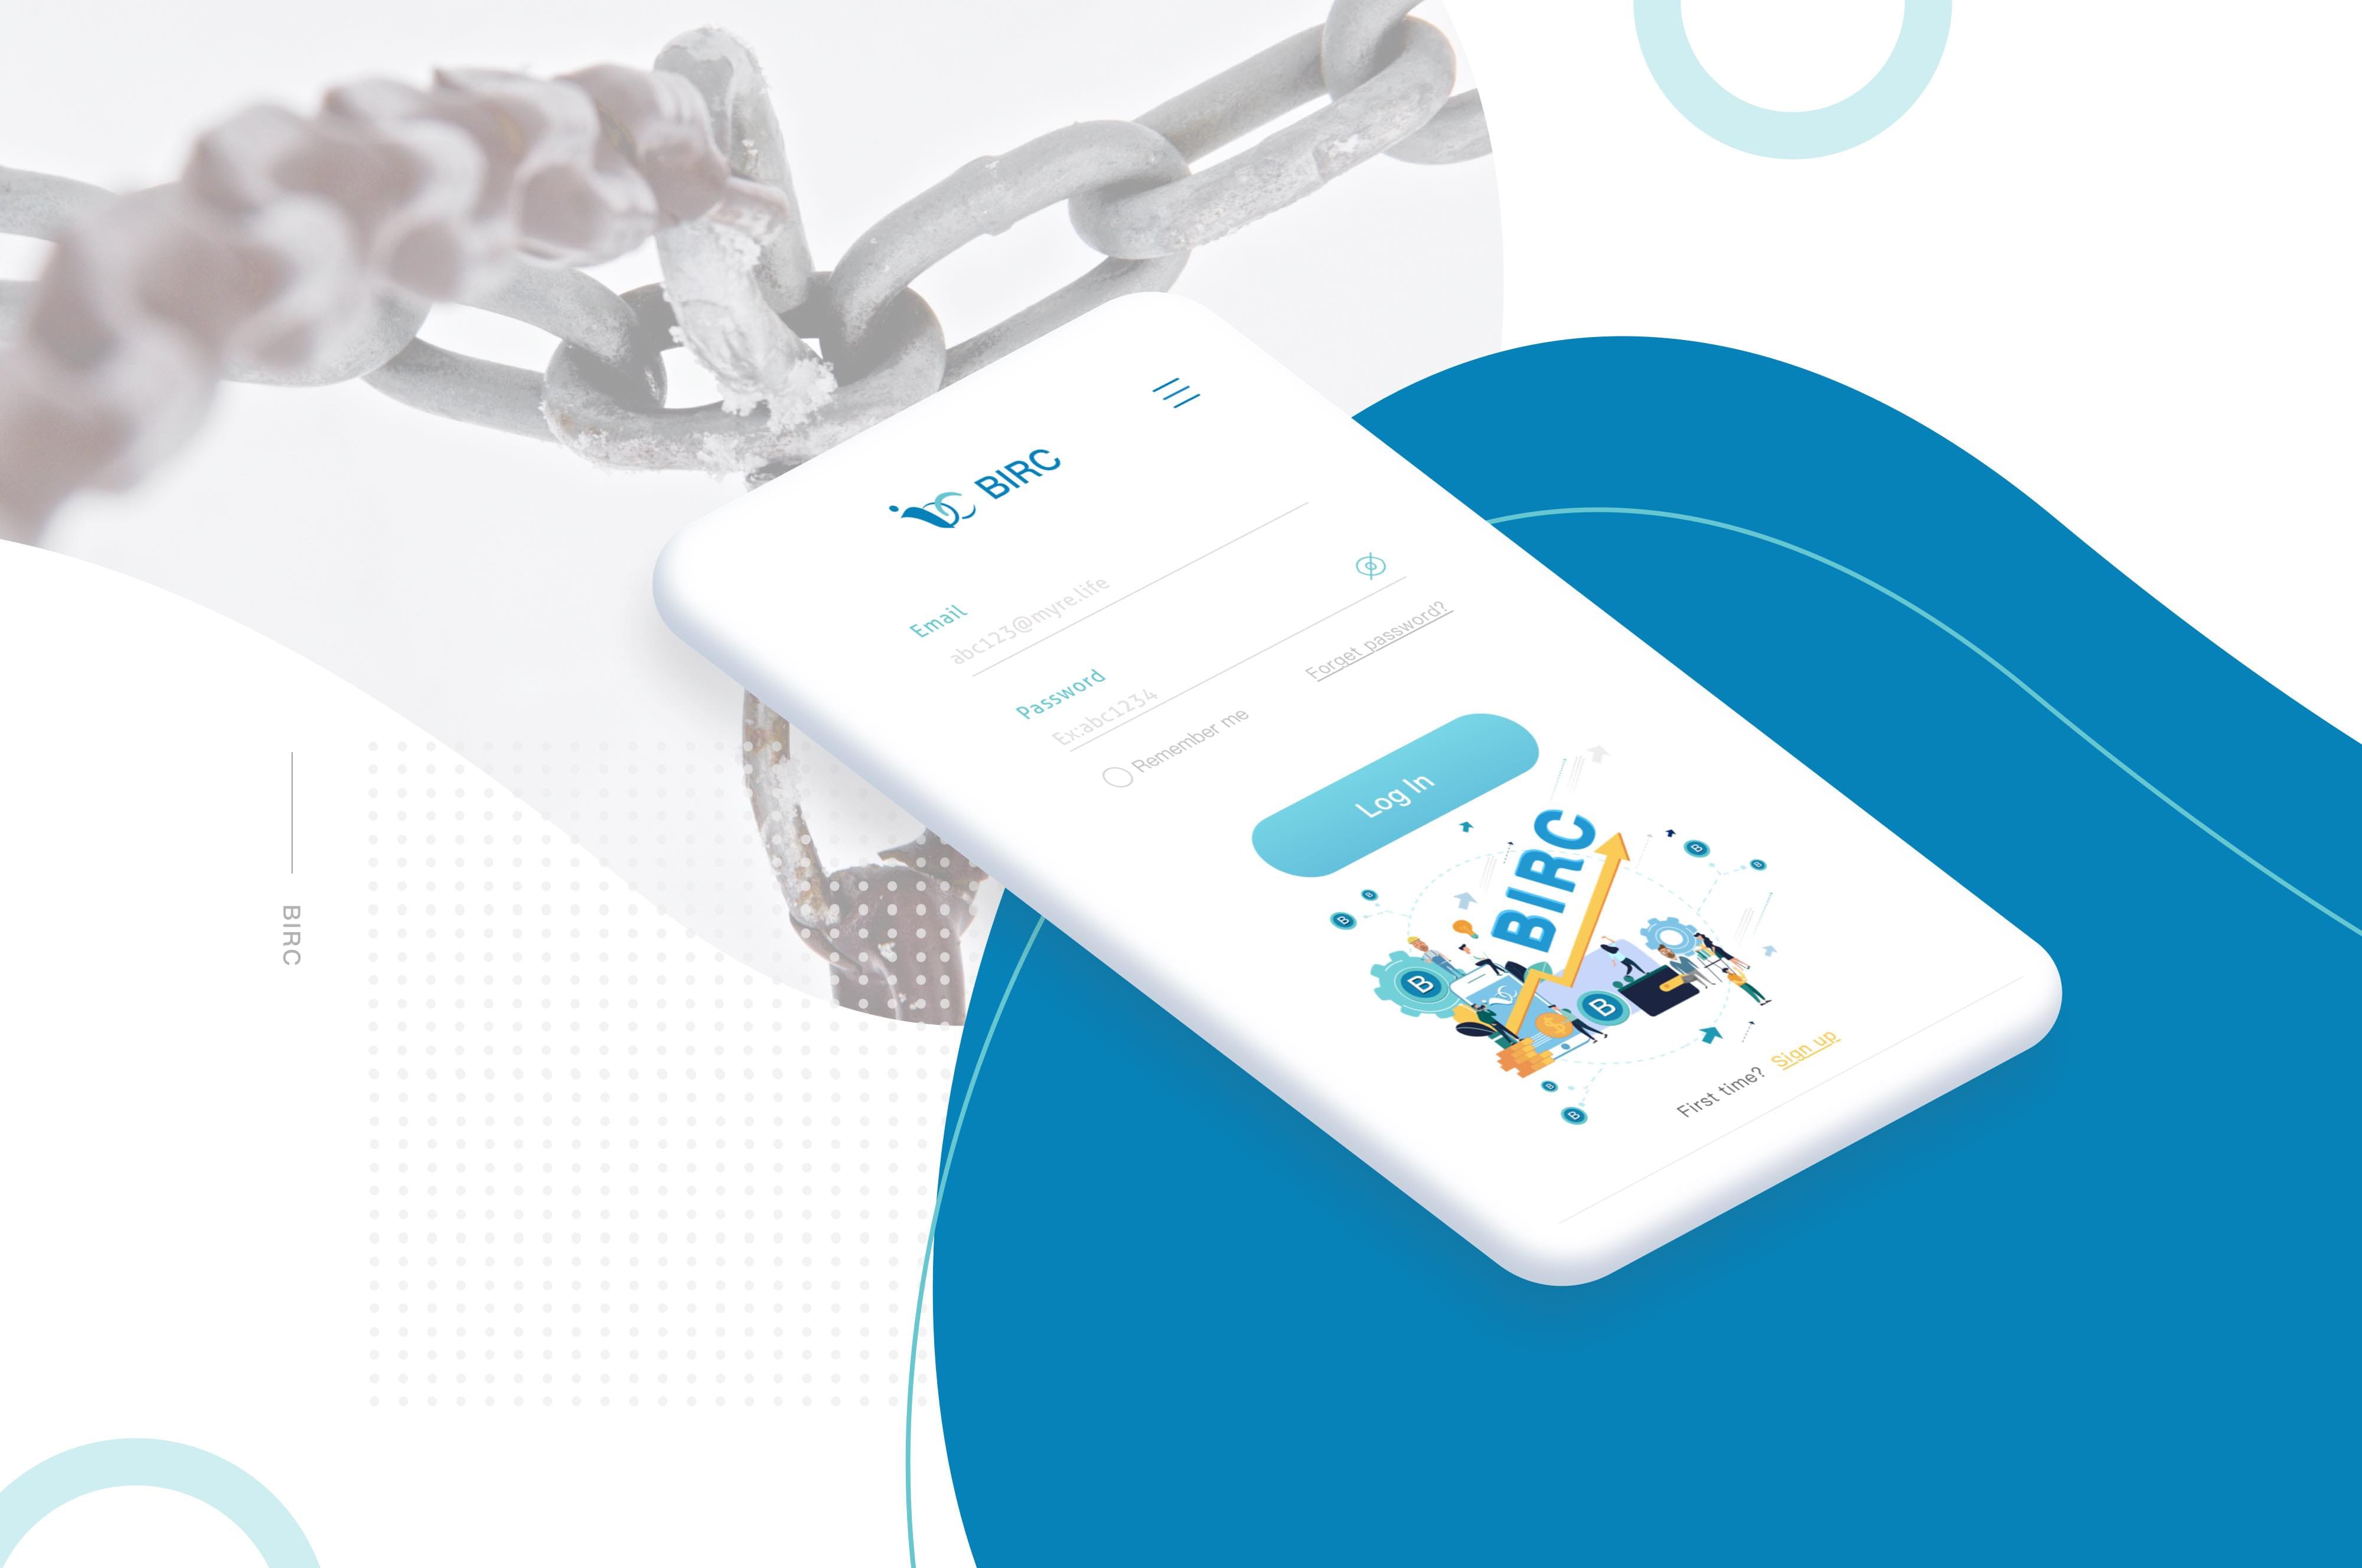 BIRC
Email
abc123@myre.life
Password
Ex:abc1234
Remember me
Forget password?
Log In
BIRC
B
B
B
B
B
B
$
B
B
First time? Sign up
BIRC